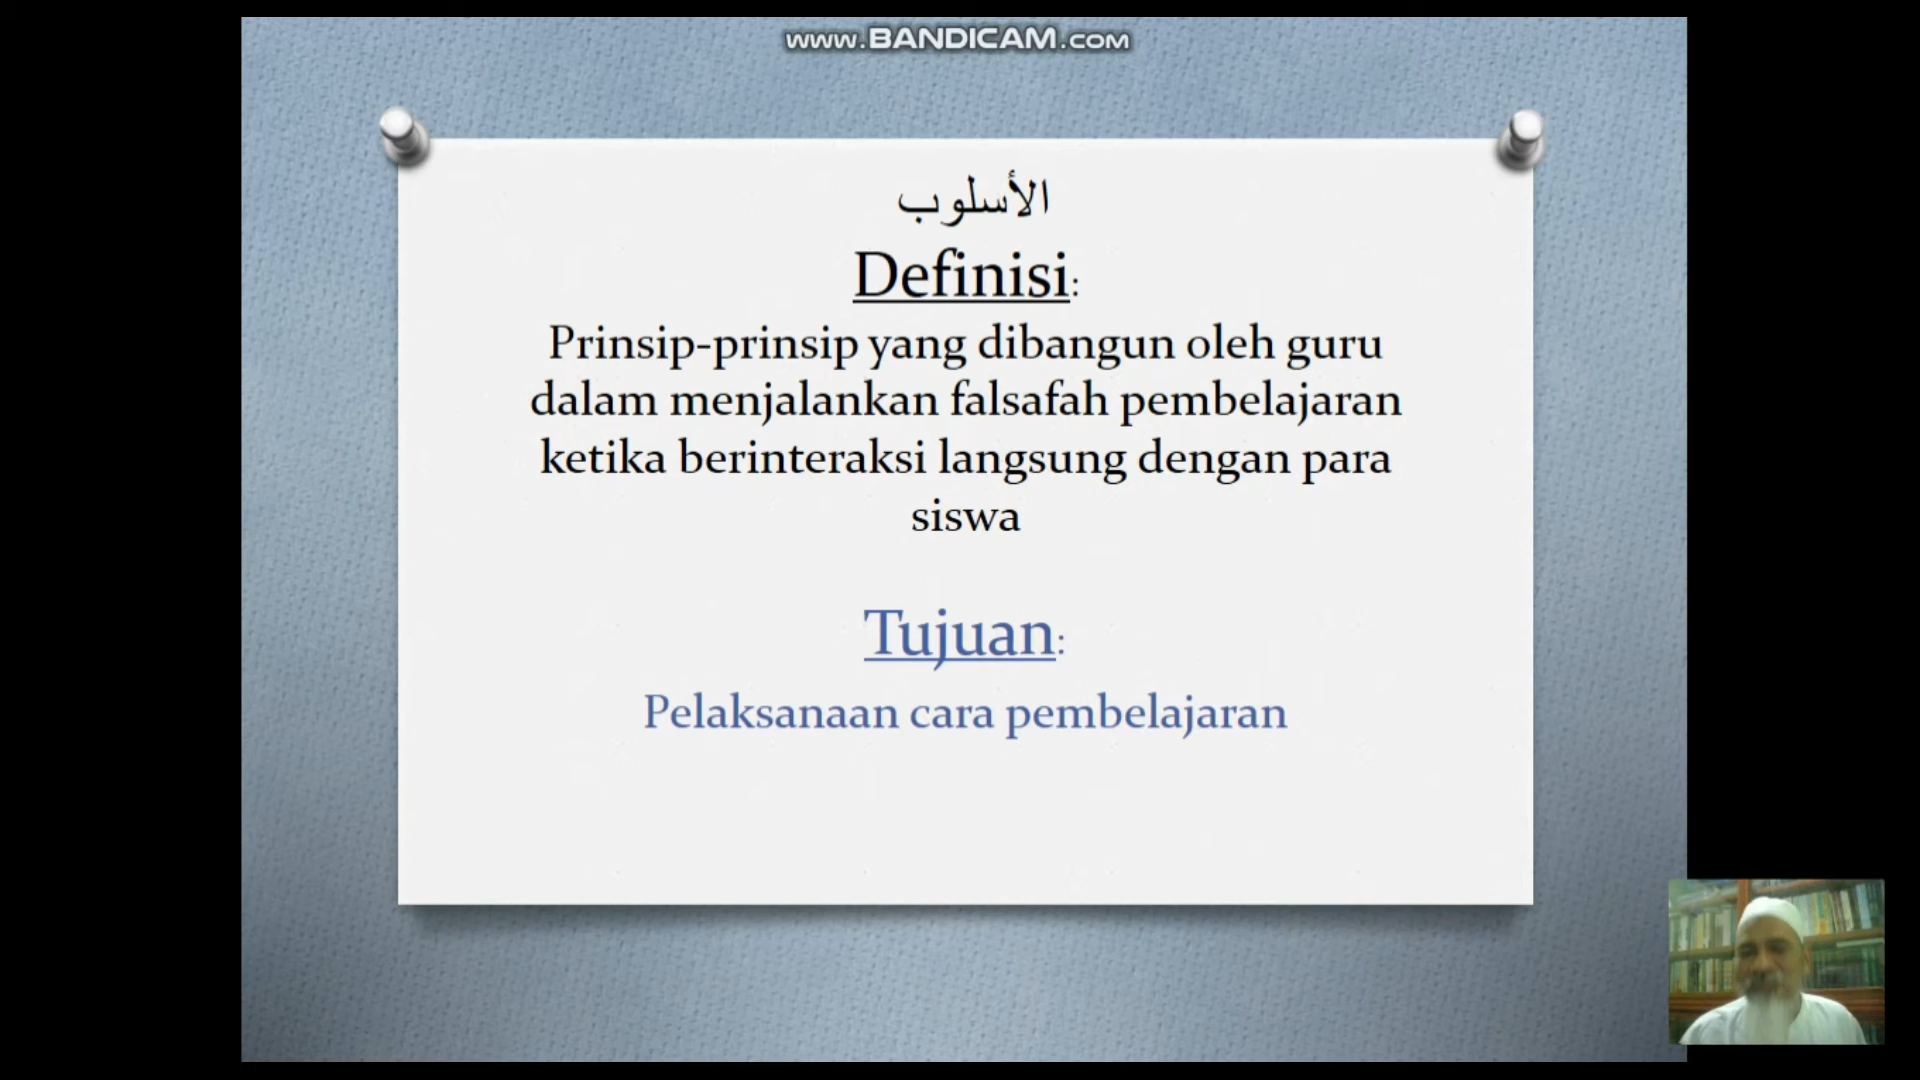 www.BANDICAM.com
الأسلوب
Definisi:
Prinsip-prinsip yang dibangun oleh guru
dalam menjalankan falsafah pembelajaran
ketika berinteraksi langsung dengan para
siswa
Tujuan:
Pelaksanaan cara pembelajaran